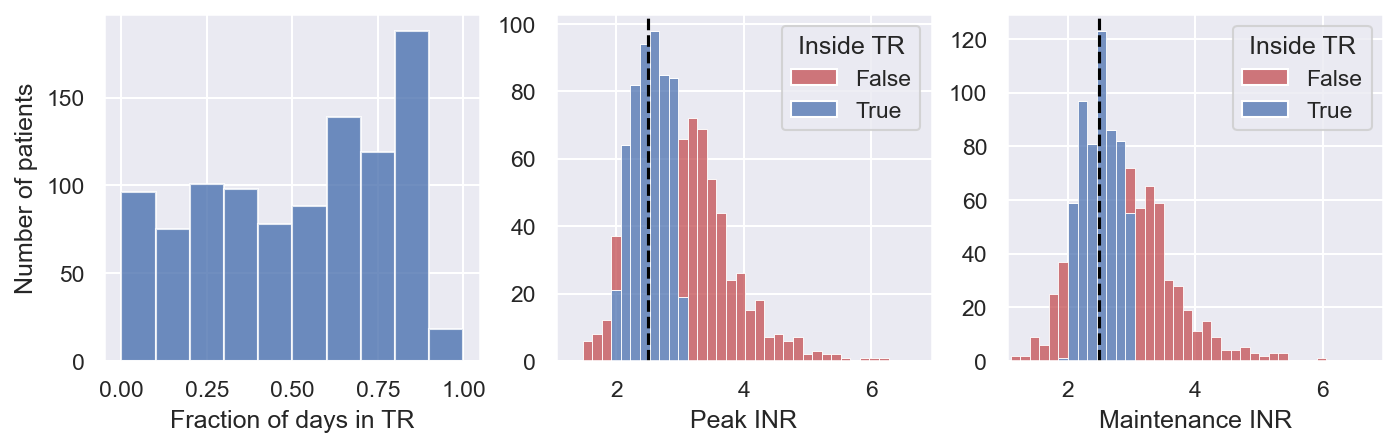 Number of patients
150
100
50
0
0.00 0.25 0.50 0.75 1.00
Fraction of days in TR
100
80
60
40
20
0
Inside TR
False
True
2 4 6
Peak INR
120
100
80
60
40
20
0
Inside TR
False
True
2 4 6
Maintenance INR